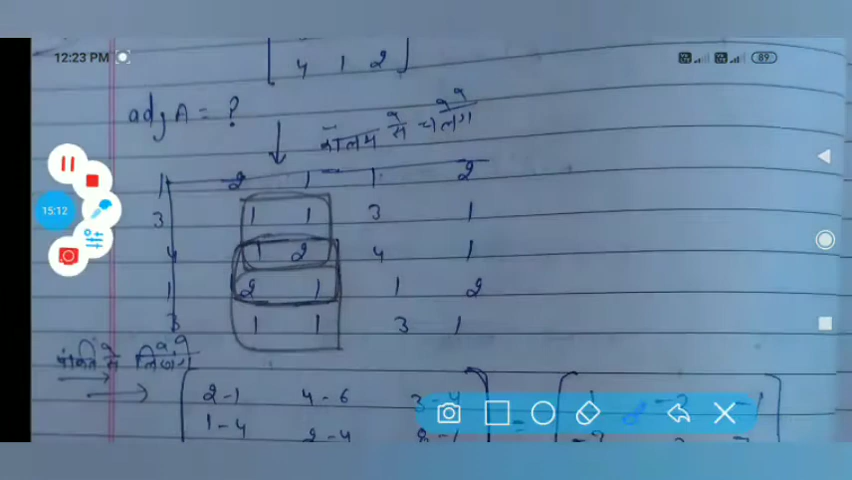 12:23 PM
89
4 1 2
adj A = ?
कालम से चलेंगे
1 2 1 1 2
3 1 1 3 1
4 1 2 4 1
1 2 1 1 2
15:12
3 1 1 3 1
पंक्ति से लिखेंगे
2-1 4-6 3-4
1-4 2-4
=